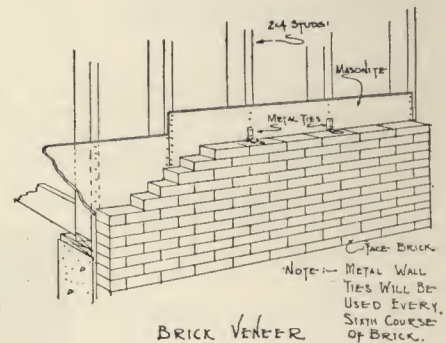 2x4 STUDS
MASONITE
METAL TIES
FACE BRICK
NOTE:- METAL WALL
TIES WILL BE
USED EVERY
SIXTH COURSE
OF BRICK.
BRICK VENEER